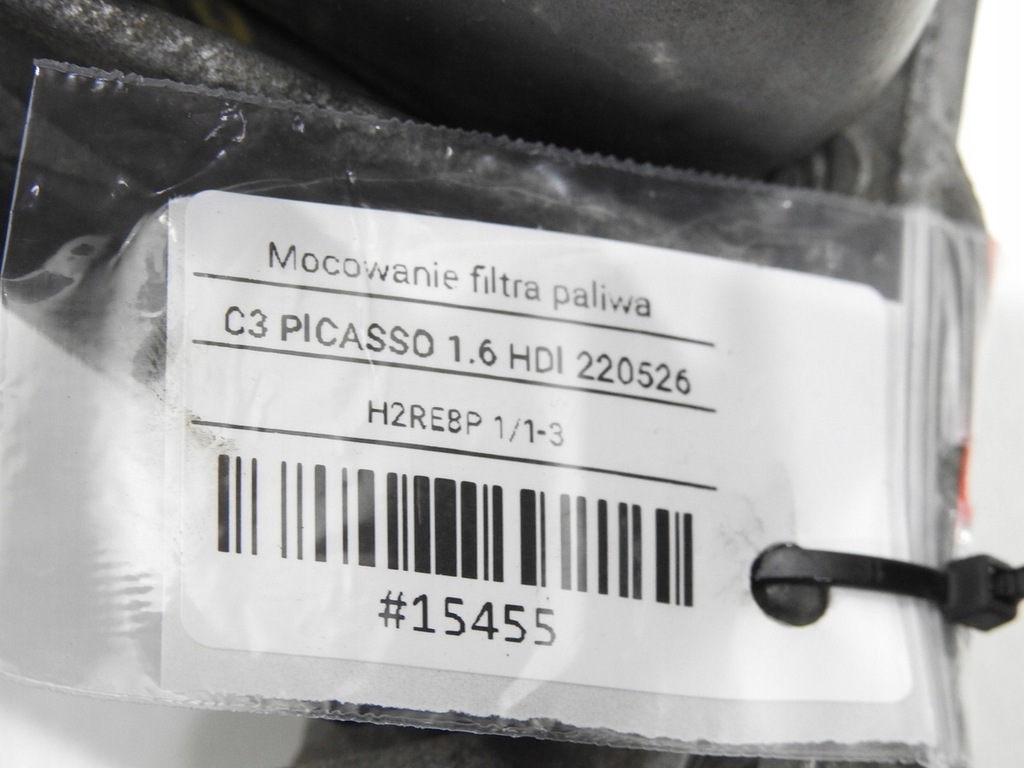 Mocowanie filtra paliwa
C3 PICASSO 1.6 HDI 220526
H2RE8P 1/1-3
#15455